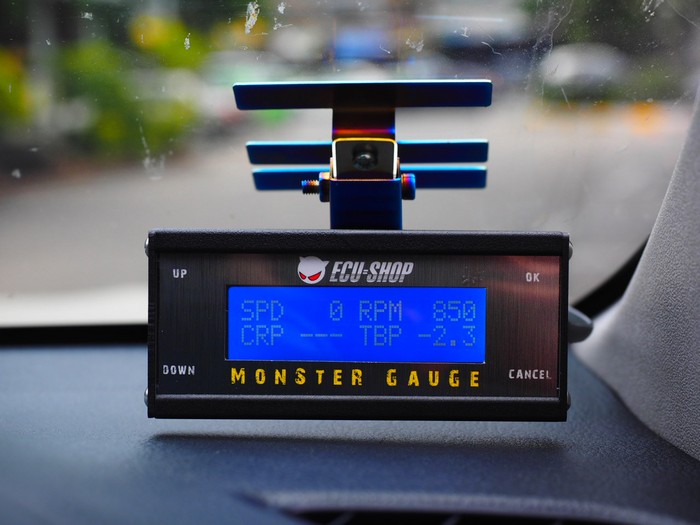 ECU-SHOP
UP
OK
SPD 0 RPM 850
CRP --- TBP -2.3
DOWN
CANCEL
MONSTER GAUGE